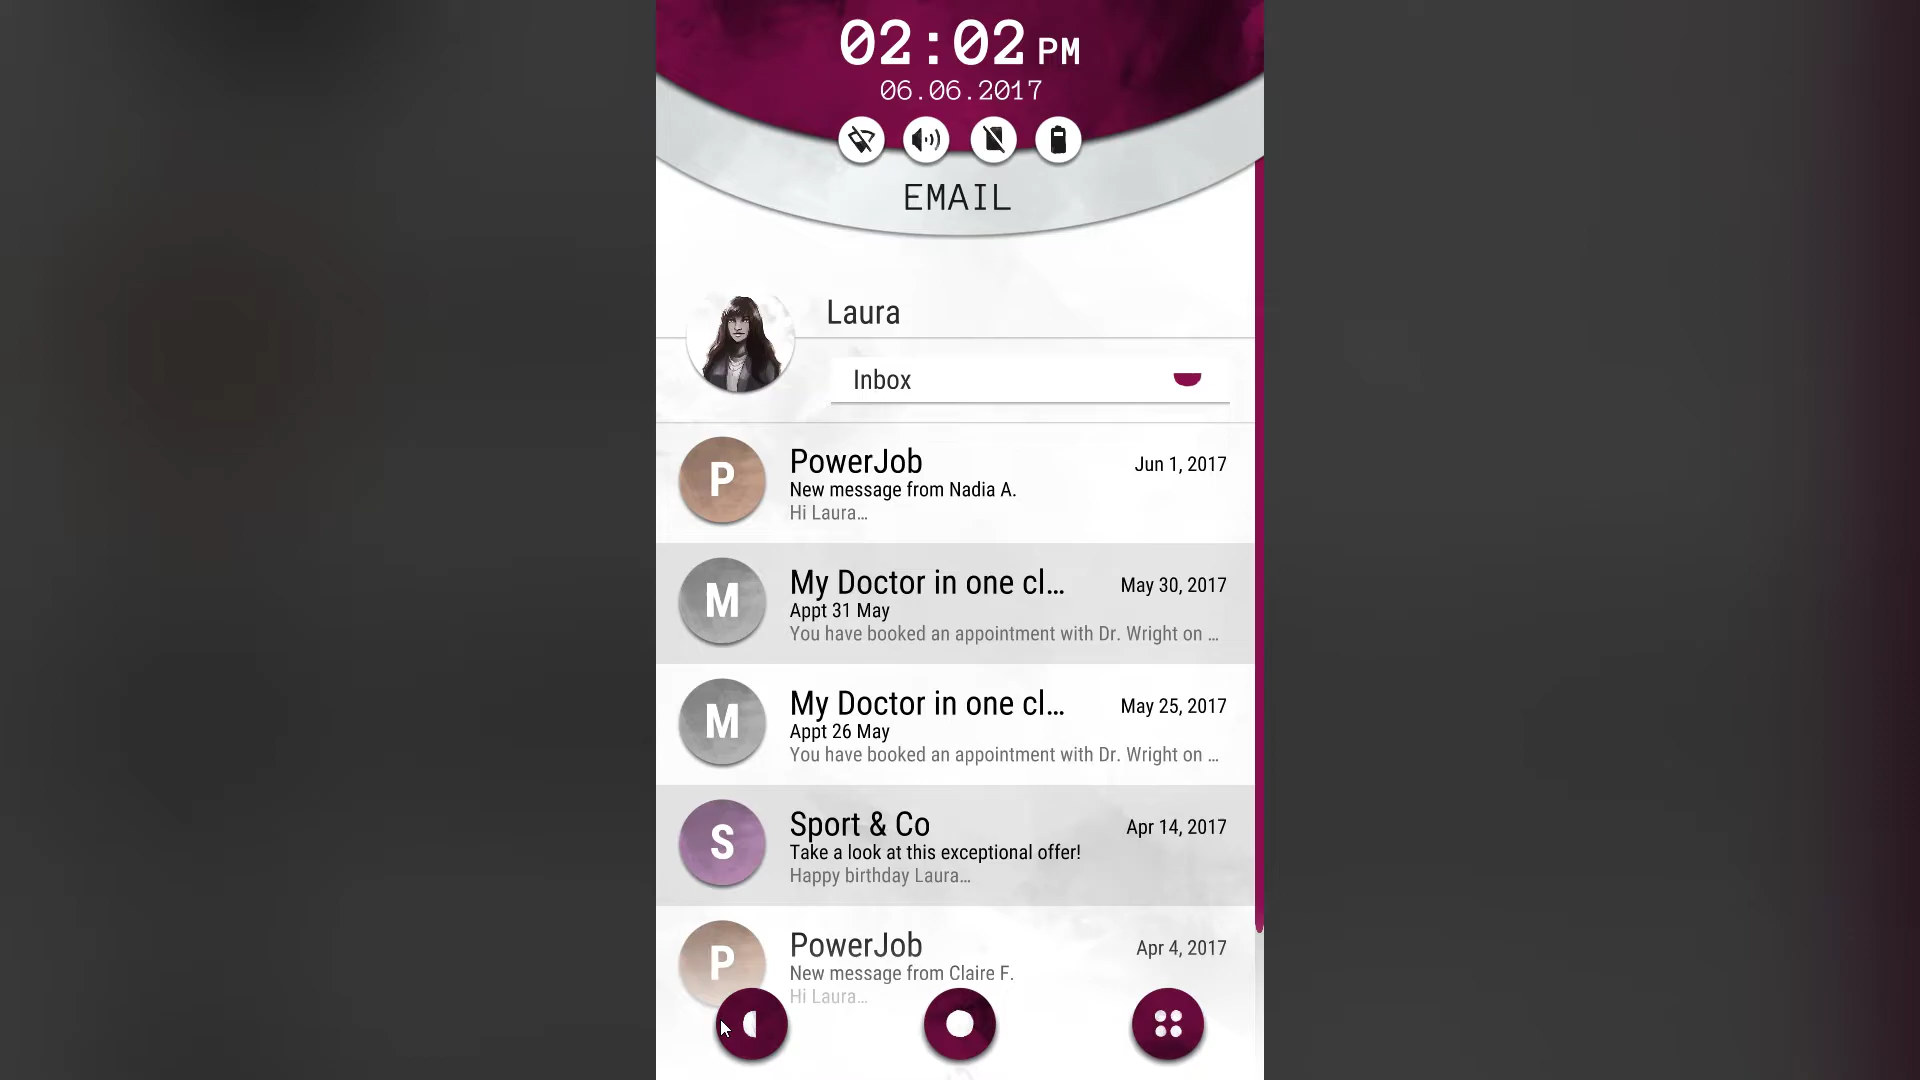 02:02 PM
06.06.2017
EMAIL
Laura
Inbox
P
PowerJob
Jun 1, 2017
New message from Nadia A.
Hi Laura...
M
My Doctor in one cl...
May 30, 2017
Appt 31 May
You have booked an appointment with Dr. Wright on ...
M
My Doctor in one cl...
May 25, 2017
Appt 26 May
You have booked an appointment with Dr. Wright on ...
S
Sport & Co
Apr 14, 2017
Take a look at this exceptional offer!
Happy birthday Laura...
P
PowerJob
Apr 4, 2017
New message from Claire F.
Hi Laura...